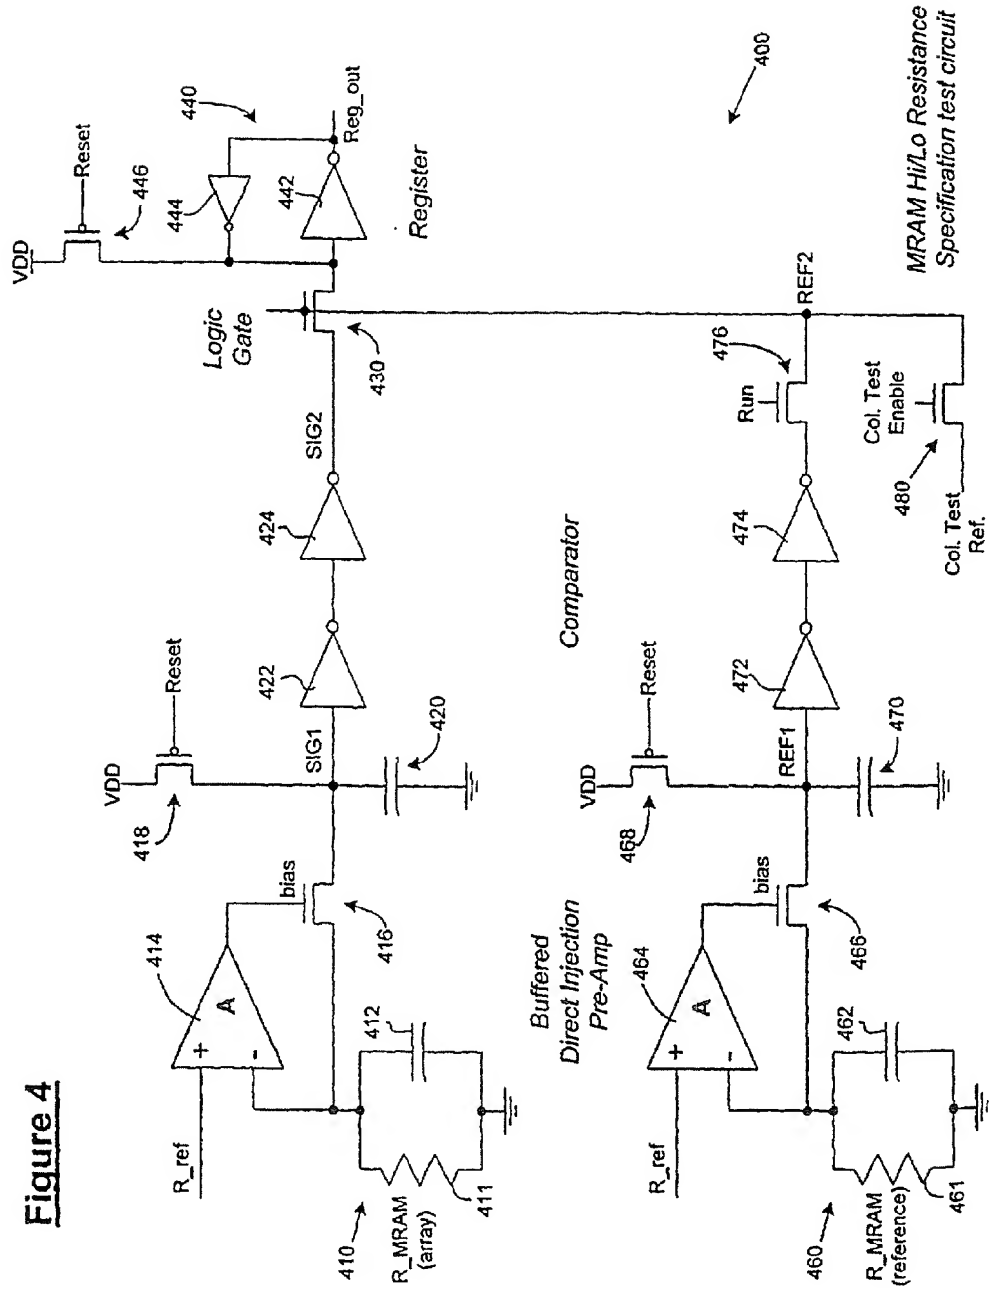 Figure 4
VDD
Reset
446
444
440
442
Reg_out
Register
Logic
Gate
430
SIG2
424
422
SIG1
VDD
Reset
418
420
414
A
+
-
bias
416
R_ref
412
410
411
R_MRAM
(array)
Comparator
Buffered
Direct Injection
Pre-Amp
VDD
Reset
468
REF1
470
472
474
Run
476
REF2
Col. Test
Enable
480
Col. Test
Ref.
464
A
+
-
bias
466
R_ref
462
460
461
R_MRAM
(reference)
400
MRAM Hi/Lo Resistance
Specification test circuit